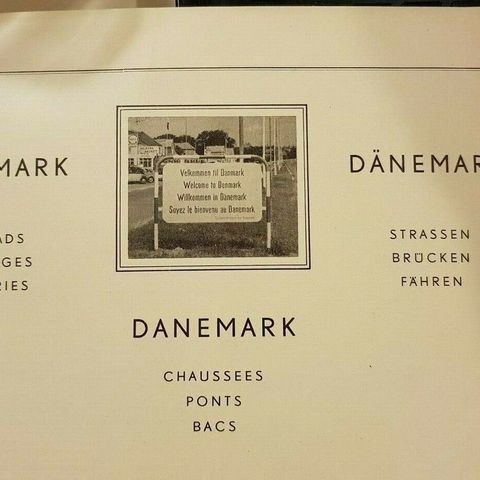 MARK
ADS
GES
RIES
Velkommen til Danmark
Welcome to Denmark
Willkommen in Dänemark
Soyez le bienvenu au Danemark
DANEMARK
CHAUSSEES
PONTS
BACS
DÄNEMAR
STRASSEN
BRÜCKEN
FÄHREN